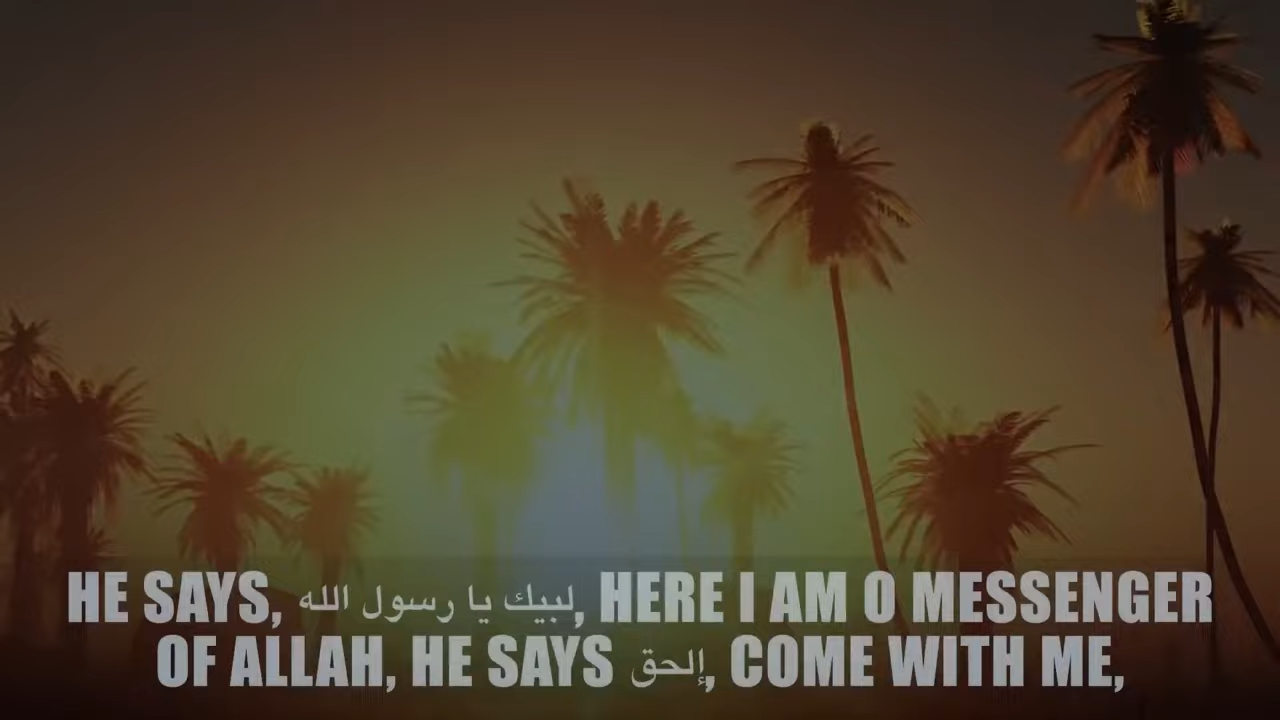 HE SAYS, لبيك يا رسول الله, HERE I AM O MESSENGER
OF ALLAH, HE SAYS إلحق, COME WITH ME,